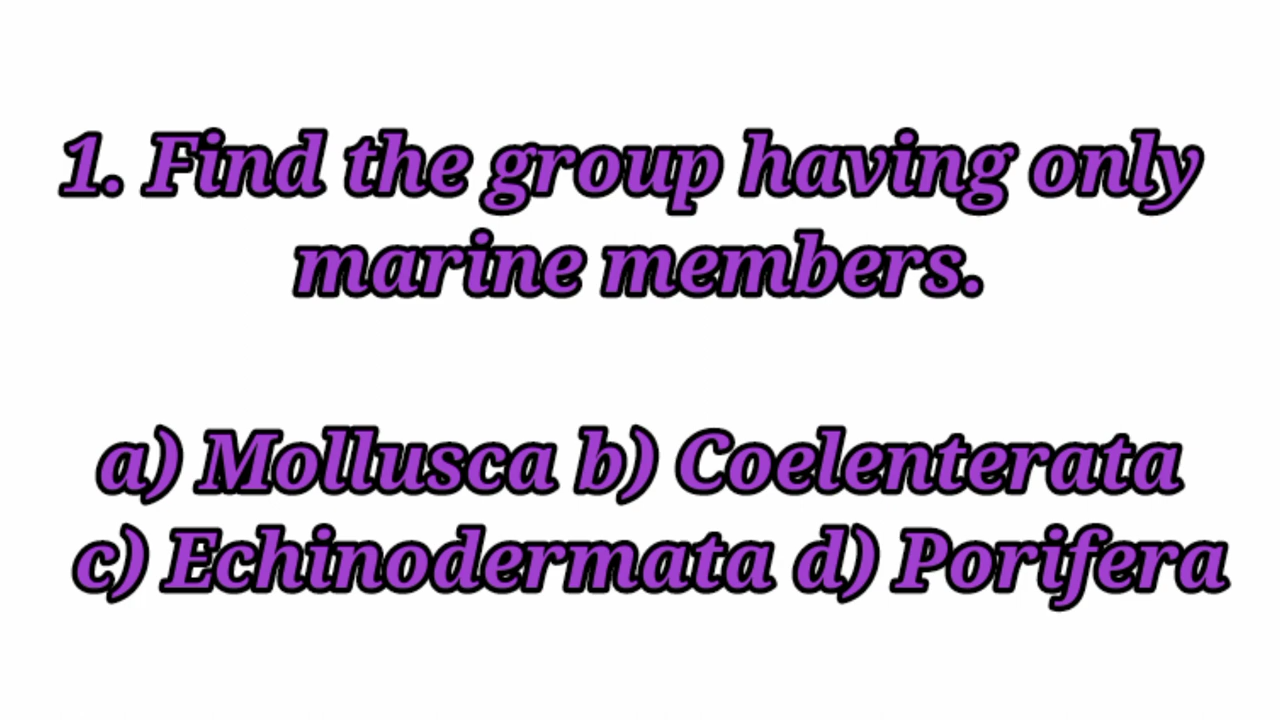 1. Find the group having only
marine members.
a) Mollusca b) Coelenterata
c) Echinodermata d) Porifera